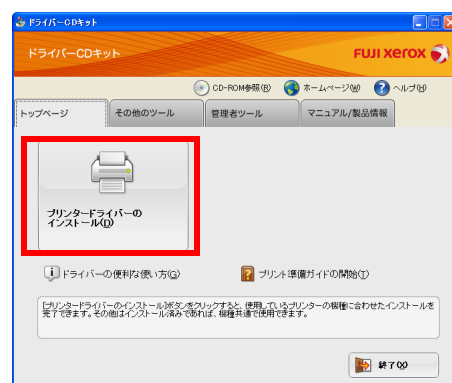 ドライバーCDキット
ドライバーCDキット
FUJI xerox
CD-ROM参照(R) ホームページ(W) ヘルプ(H)
トップページ その他のツール 管理者ツール マニュアル/製品情報
プリンタードライバーの
インストール(D)
ドライバーの便利な使い方(G) プリント準備ガイドの開始(T)
[プリンタードライバーのインストール]ボタンをクリックすると、使用しているプリンターの機種に合わせたインストールを
完了できます。その他はインストール済みであれば、機種共通で使用できます。
終了(X)